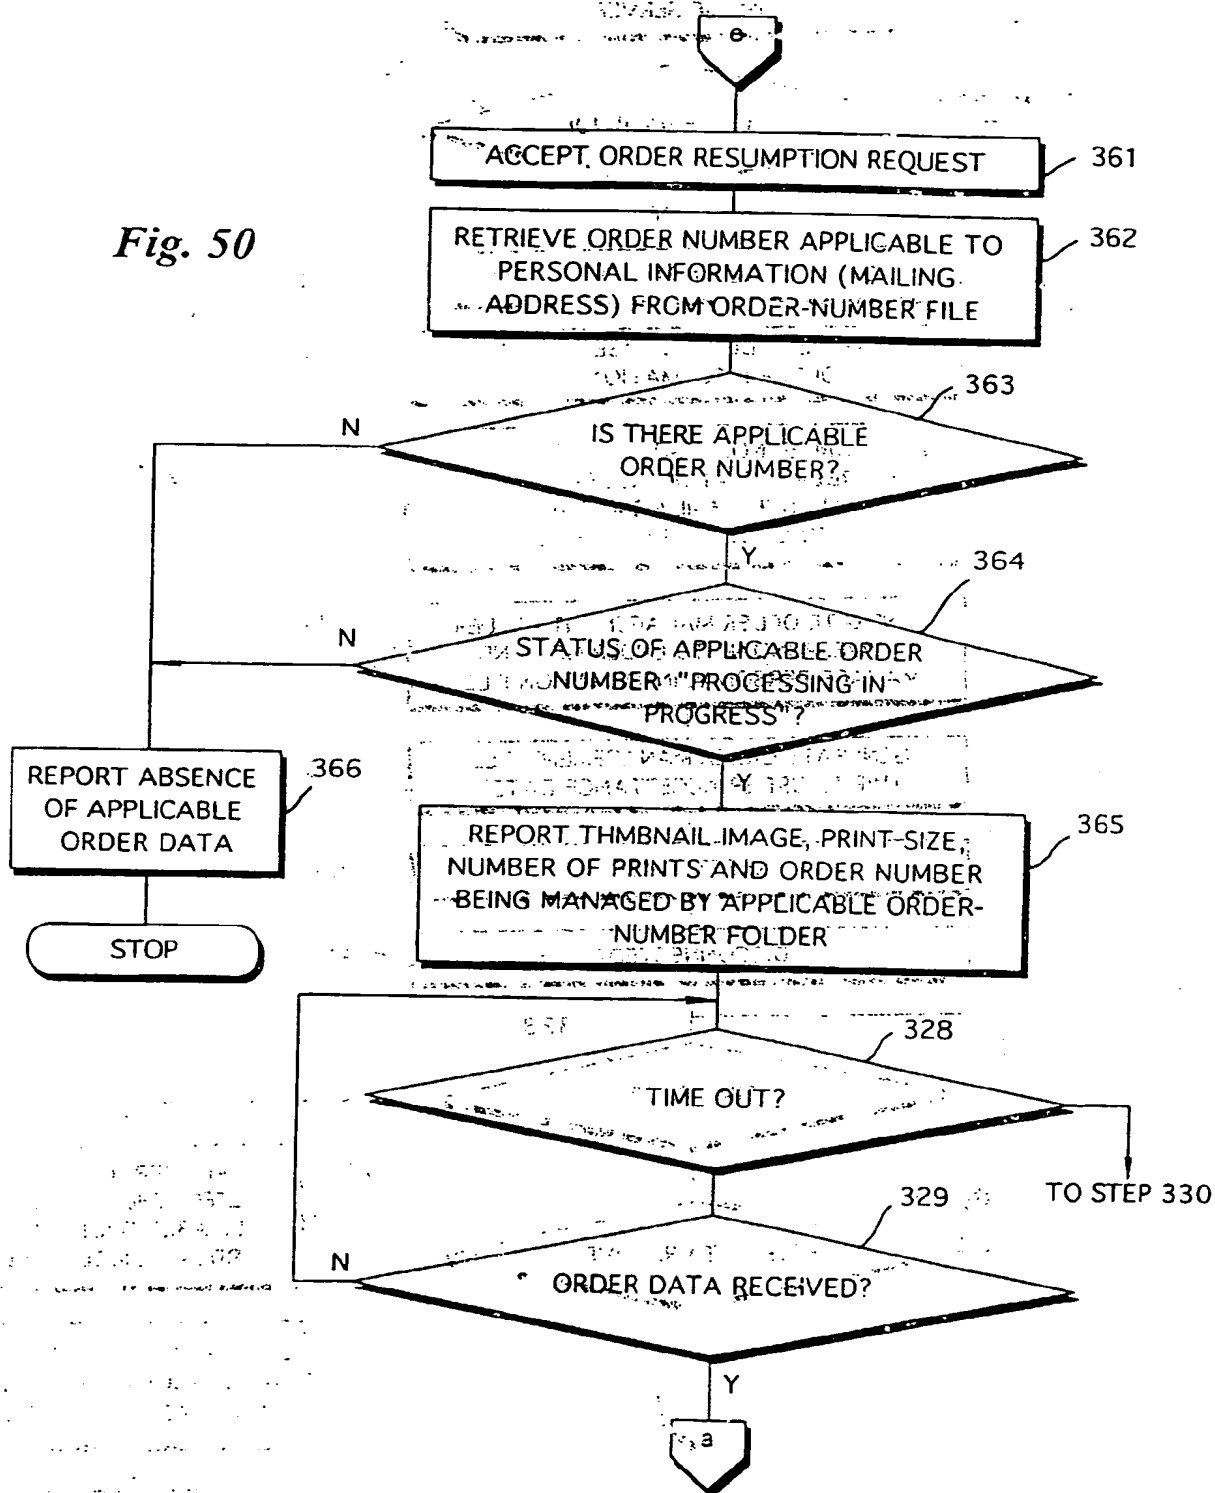 e
ACCEPT ORDER RESUMPTION REQUEST
361
Fig. 50
RETRIEVE ORDER NUMBER APPLICABLE TO
PERSONAL INFORMATION (MAILING
ADDRESS) FROM ORDER-NUMBER FILE
362
363
N
IS THERE APPLICABLE
ORDER NUMBER?
Y
364
N
STATUS OF APPLICABLE ORDER
NUMBER "PROCESSING IN
PROGRESS"?
Y
REPORT ABSENCE
OF APPLICABLE
ORDER DATA
366
STOP
REPORT THMBNAIL IMAGE, PRINT SIZE,
NUMBER OF PRINTS AND ORDER NUMBER
BEING MANAGED BY APPLICABLE ORDER-
NUMBER FOLDER
365
328
TIME OUT?
TO STEP 330
329
N
ORDER DATA RECEIVED?
Y
a